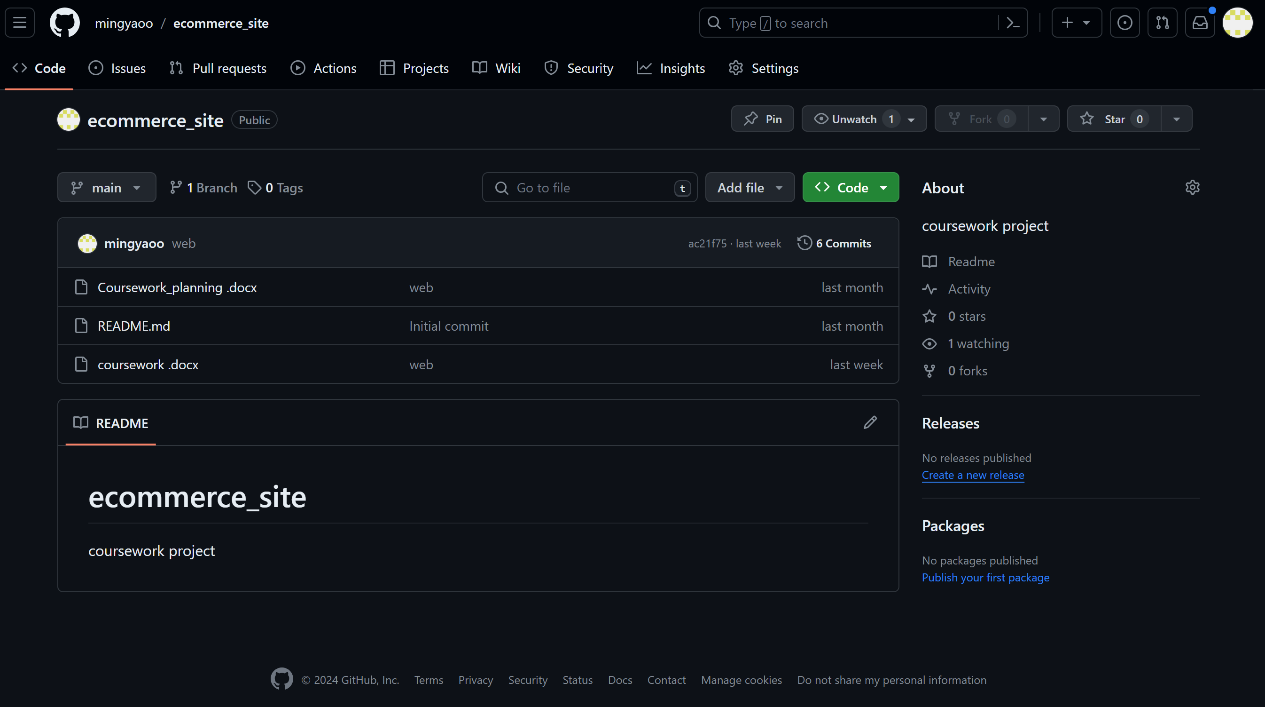 mingyaoo / ecommerce_site
Type / to search
Code
Issues
Pull requests
Actions
Projects
Wiki
Security
Insights
Settings
ecommerce_site Public
Pin
Unwatch 1
Fork 0
Star 0
main
1 Branch
0 Tags
Go to file t
Add file
Code
mingyaoo web
ac21f75 · last week
6 Commits
Coursework_planning .docx web last month
README.md Initial commit last month
coursework .docx web last week
README
ecommerce_site
coursework project
About
coursework project
Readme
Activity
0 stars
1 watching
0 forks
Releases
No releases published
Create a new release
Packages
No packages published
Publish your first package
© 2024 GitHub, Inc. Terms Privacy Security Status Docs Contact Manage cookies Do not share my personal information